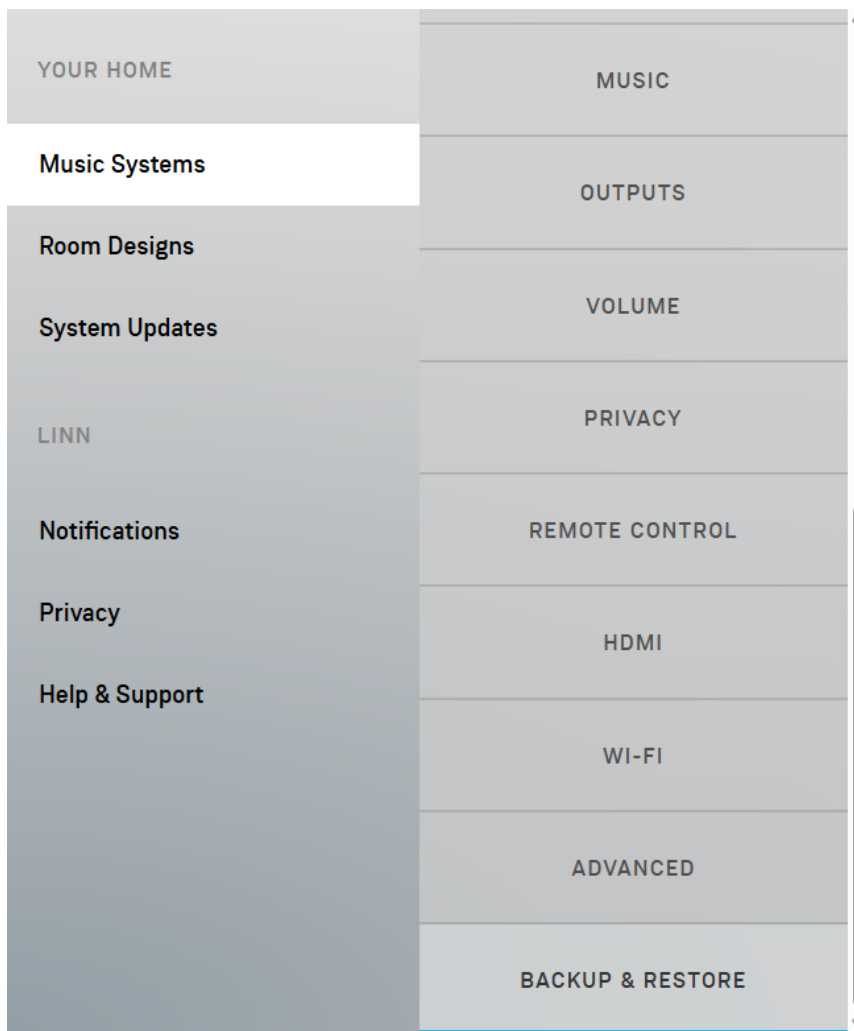 YOUR HOME
Music Systems
Room Designs
System Updates
LINN
Notifications
Privacy
Help & Support
MUSIC
OUTPUTS
VOLUME
PRIVACY
REMOTE CONTROL
HDMI
WI-FI
ADVANCED
BACKUP & RESTORE